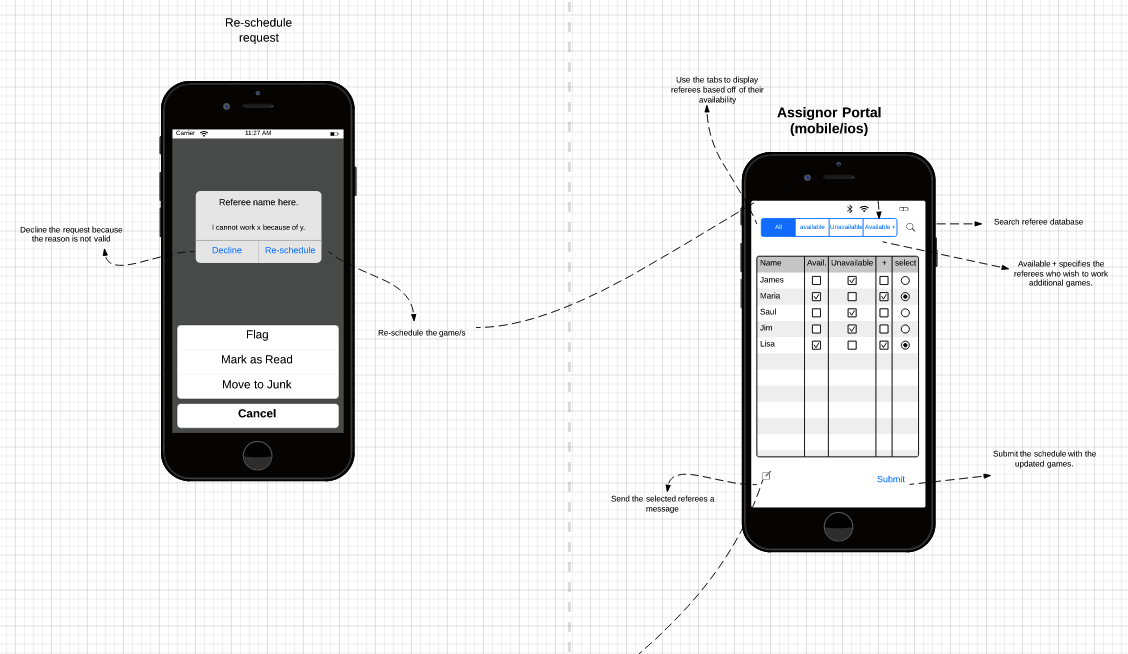 Re-schedule
request
Carrier
11:27 AM
Referee name here.
I cannot work x because of y.
Decline
Re-schedule
Decline the request because
the reason is not valid
Re-schedule the game/s
Flag
Mark as Read
Move to Junk
Cancel
Use the tabs to display
referees based off of their
availability
Assignor Portal
(mobile/ios)
All
available
Unavailable
Available +
Search referee database
Available + specifies the
referees who wish to work
additional games.
Name Avail. Unavailable + select
James
Maria
Saul
Jim
Lisa
Submit
Submit the schedule with the
updated games.
Send the selected referees a
message